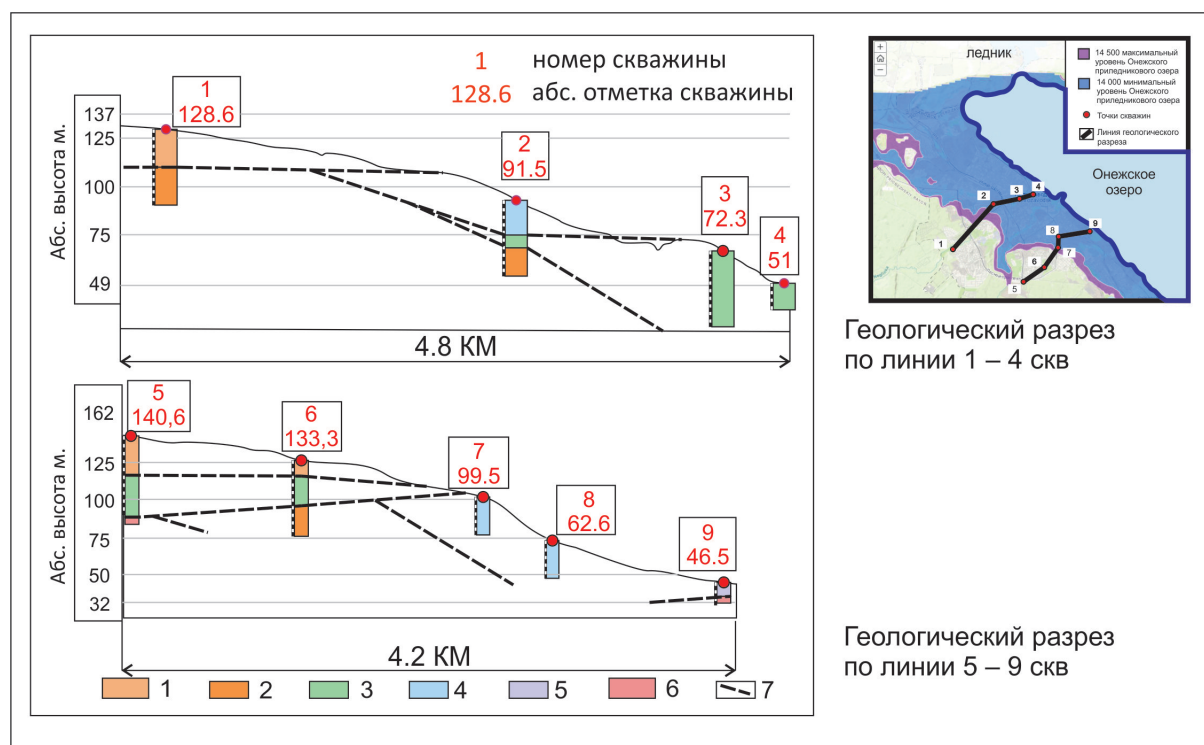 1 номер скважины
128.6 абс. отметка скважины
Абс. высота м.
137
125
100
75
49
1
128.6
2
91.5
3
72.3
4
51
4.8 КМ
Абс. высота м.
162
125
100
75
50
32
5
140,6
6
133,3
7
99.5
8
62.6
9
46.5
4.2 КМ
1 2 3 4 5 6 7
ледник
14 500 максимальный
уровень Онежского
приледникового озера
14 000 минимальный
уровень Онежского
приледникового озера
Точки скважин
Линия геологического
разреза
Онежское
озеро
1
2
3
4
5
6
7
8
9
Геологический разрез
по линии 1 – 4 скв
Геологический разрез
по линии 5 – 9 скв